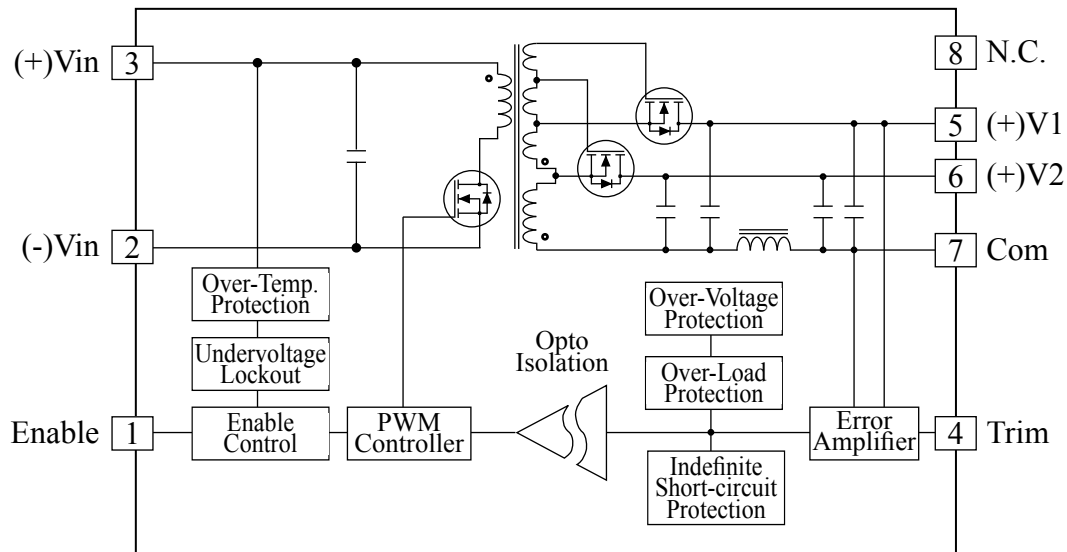 (+)Vin 3
8 N.C.
5 (+)V1
6 (+)V2
(-)Vin 2
7 Com
Over-Temp.
Protection
Undervoltage
Lockout
Enable 1
Enable
Control
PWM
Controller
Opto
Isolation
Over-Voltage
Protection
Over-Load
Protection
Indefinite
Short-circuit
Protection
Error
Amplifier
4 Trim